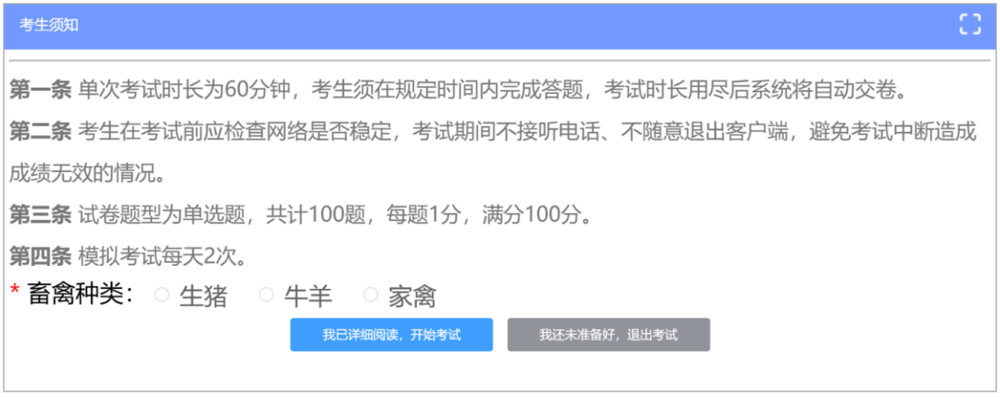 考生须知
第一条 单次考试时长为60分钟，考生须在规定时间内完成答题，考试时长用尽后系统将自动交卷。
第二条 考生在考试前应检查网络是否稳定，考试期间不接听电话、不随意退出客户端，避免考试中断造成
成绩无效的情况。
第三条 试卷题型为单选题，共计100题，每题1分，满分100分。
第四条 模拟考试每天2次。
* 畜禽种类： 生猪 牛羊 家禽
我已详细阅读，开始考试 我还未准备好，退出考试